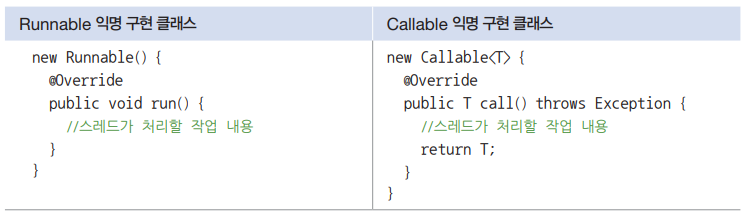 Runnable 익명 구현 클래스
new Runnable() {
@Override
public void run() {
//스레드가 처리할 작업 내용
}
}
Callable 익명 구현 클래스
new Callable<T> {
@Override
public T call() throws Exception {
//스레드가 처리할 작업 내용
return T;
}
}